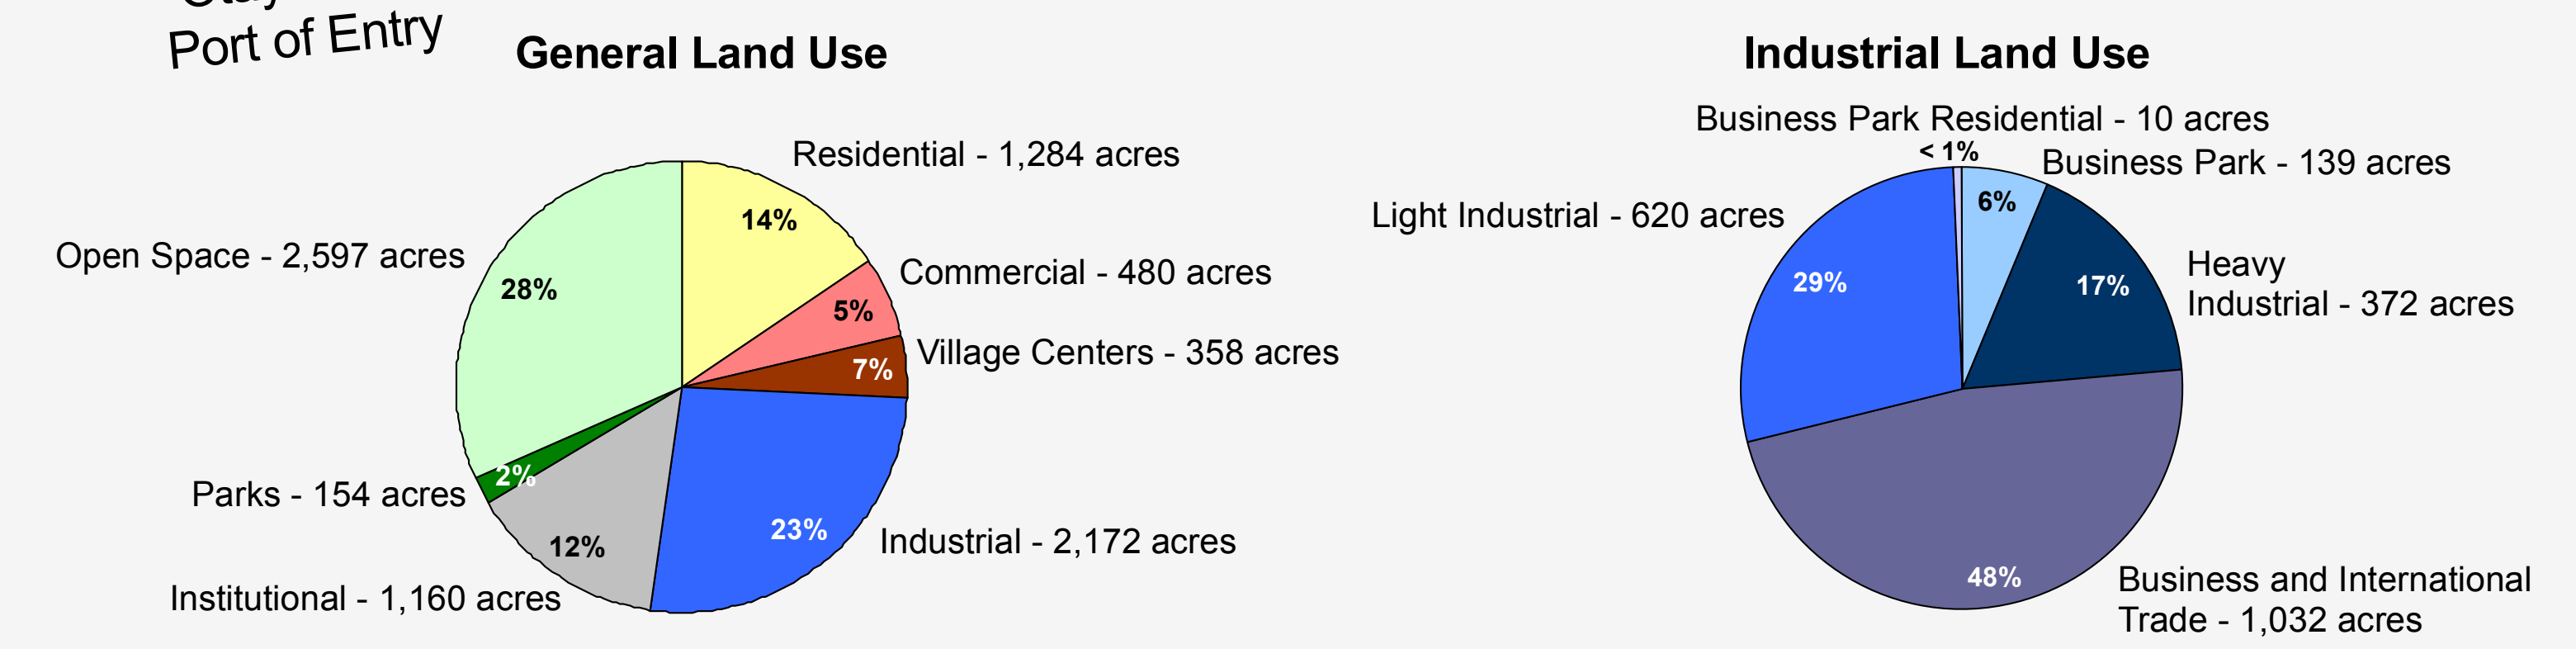 Port of Entry
General Land Use
Residential - 1,284 acres
14%
Commercial - 480 acres
5%
Village Centers - 358 acres
7%
Industrial - 2,172 acres
23%
Institutional - 1,160 acres
12%
Parks - 154 acres
2%
Open Space - 2,597 acres
28%
Industrial Land Use
Business Park Residential - 10 acres
< 1%
Business Park - 139 acres
6%
Heavy
Industrial - 372 acres
17%
Business and International
Trade - 1,032 acres
48%
Light Industrial - 620 acres
29%